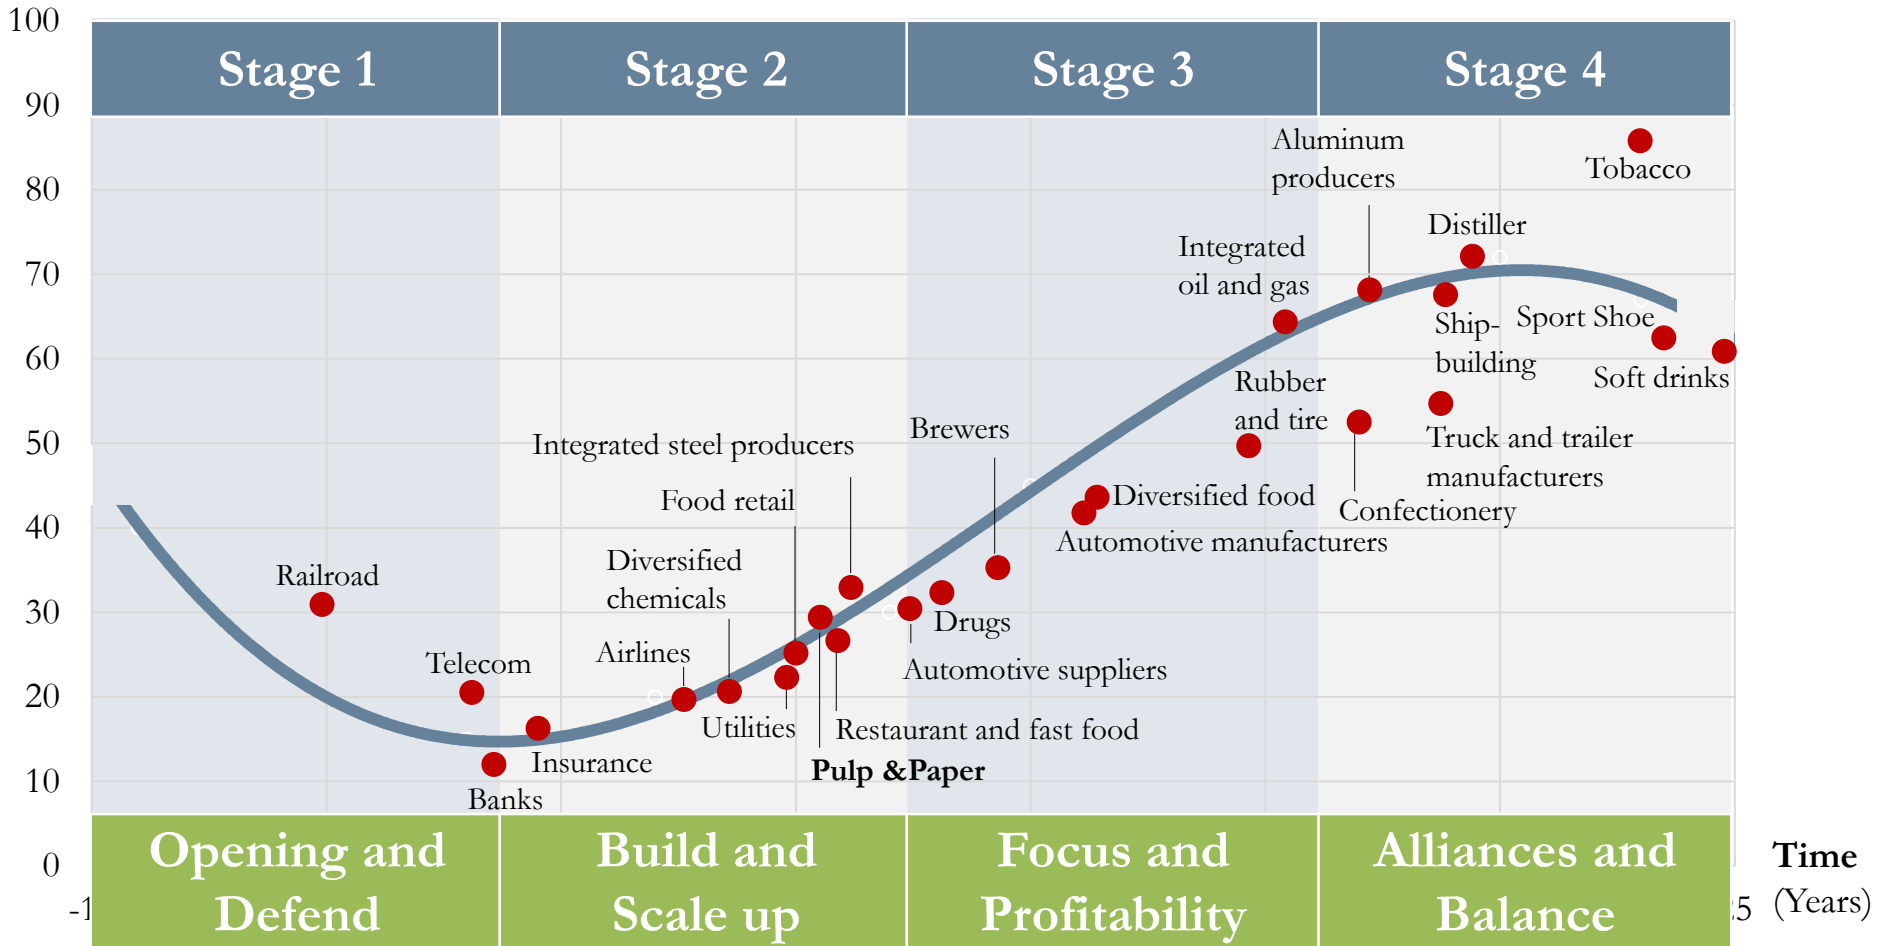 100
Stage 1
Stage 2
Stage 3
Stage 4
90
Aluminum
producers
Tobacco
80
Distiller
Integrated
oil and gas
70
Ship-
building
Sport Shoe
60
Soft drinks
Rubber
and tire
Brewers
Integrated steel producers
50
Truck and trailer
manufacturers
Food retail
Diversified food
Confectionery
40
Automotive manufacturers
Diversified
chemicals
Railroad
30
Drugs
Airlines
Telecom
Automotive suppliers
20
Utilities
Restaurant and fast food
Insurance
Pulp &Paper
10
Banks
0
Opening and
Defend
Build and
Scale up
Focus and
Profitability
Alliances and
Balance
Time
(Years)
-1
5